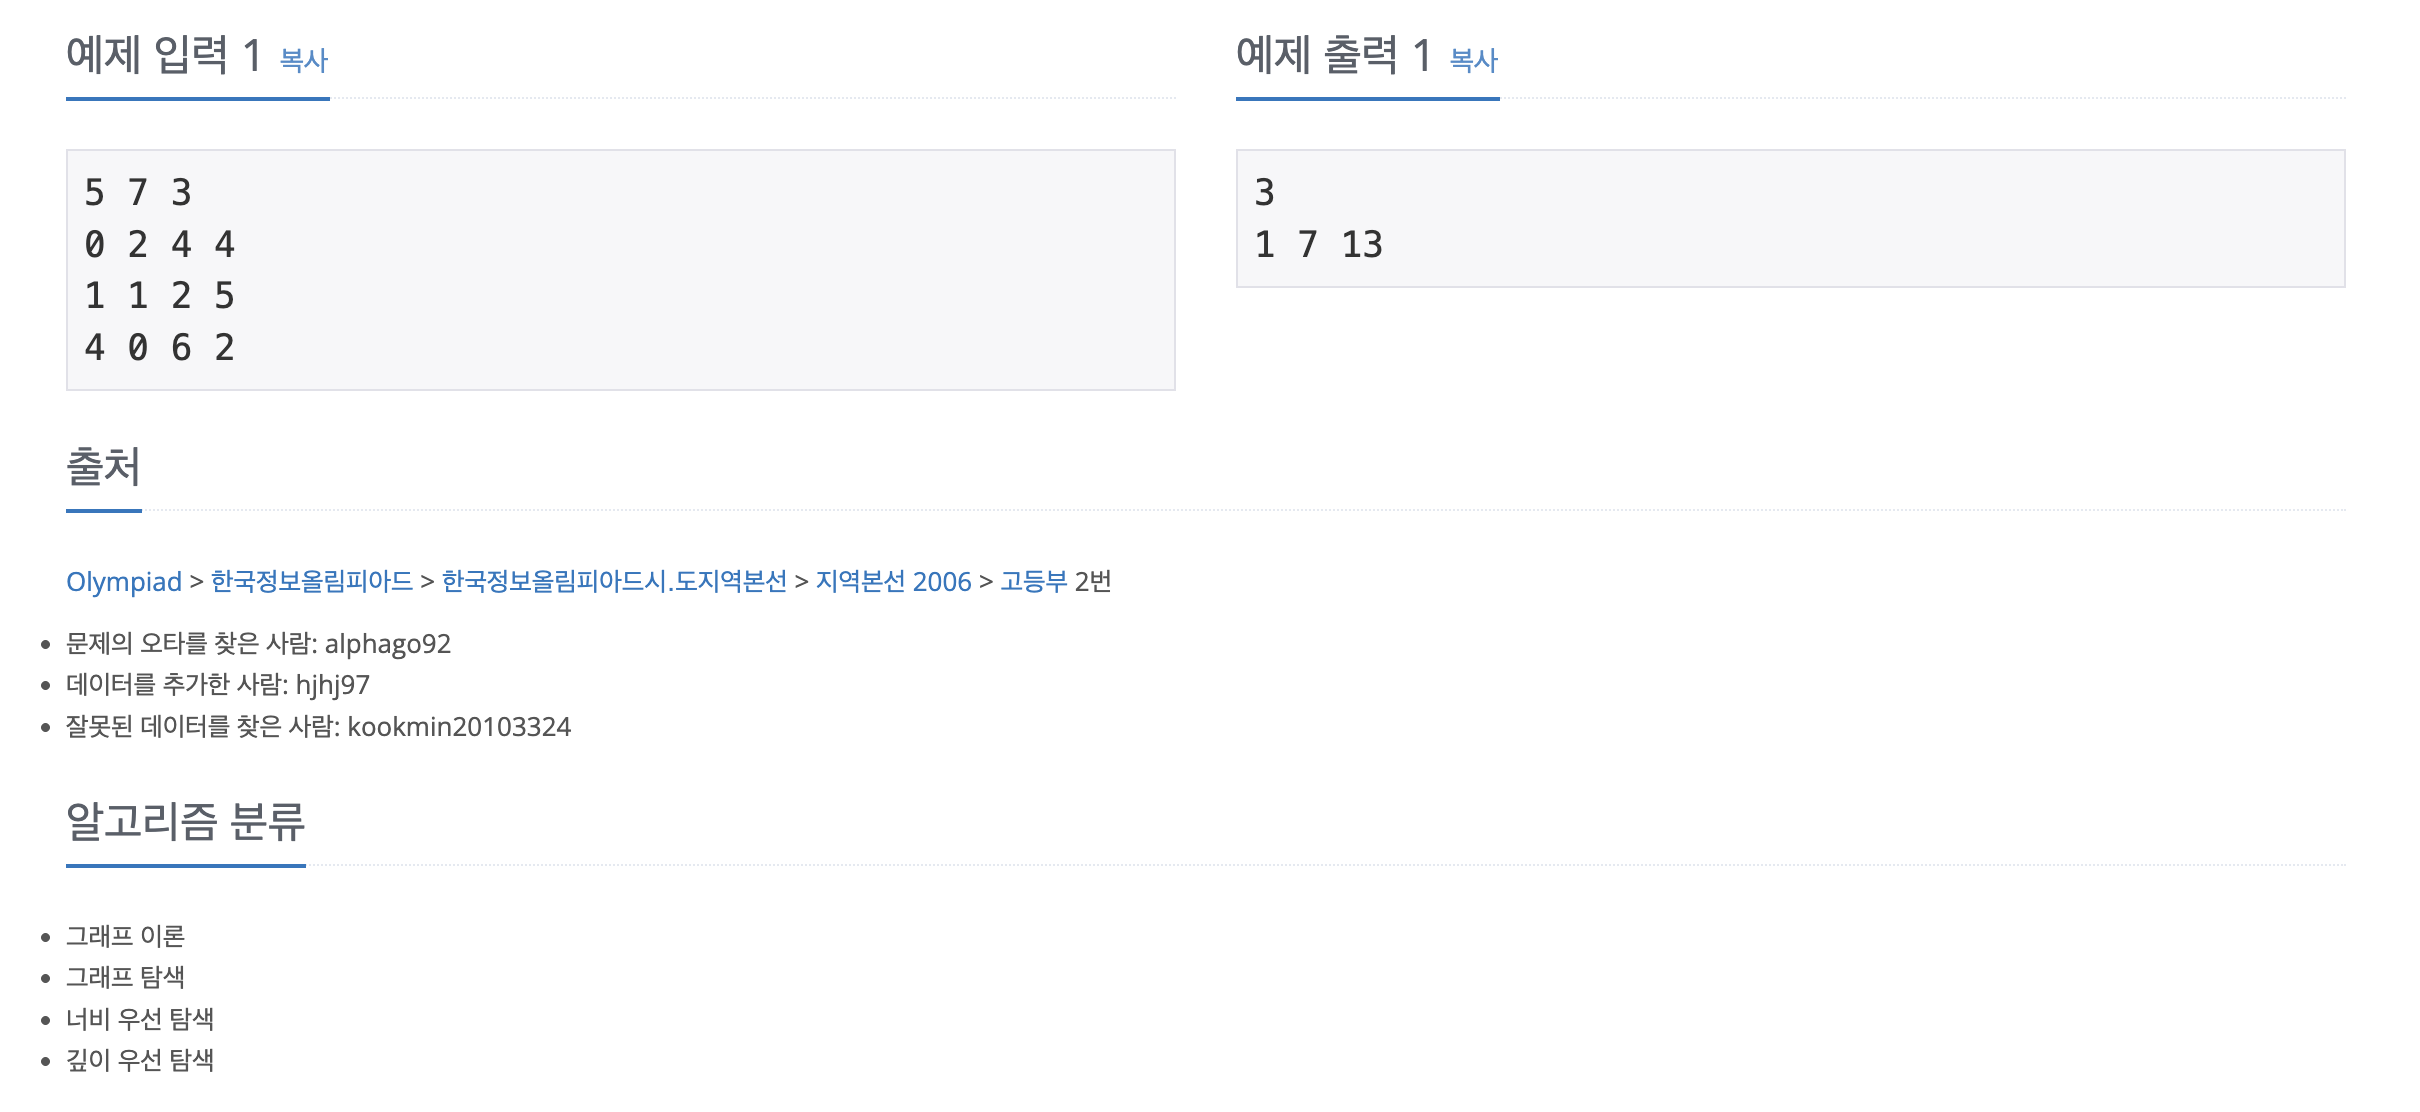 예제 입력 1 복사
5 7 3
0 2 4 4
1 1 2 5
4 0 6 2
예제 출력 1 복사
3
1 7 13
출처
Olympiad > 한국정보올림피아드 > 한국정보올림피아드시.도지역본선 > 지역본선 2006 > 고등부 2번
문제의 오타를 찾은 사람: alphago92
데이터를 추가한 사람: hjhj97
잘못된 데이터를 찾은 사람: kookmin20103324
알고리즘 분류
그래프 이론
그래프 탐색
너비 우선 탐색
깊이 우선 탐색